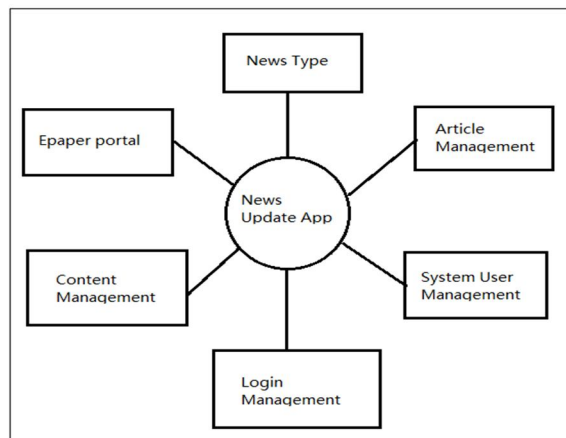 News Type
Epaper portal
Article
Management
News
Update App
Content
Management
System User
Management
Login
Management